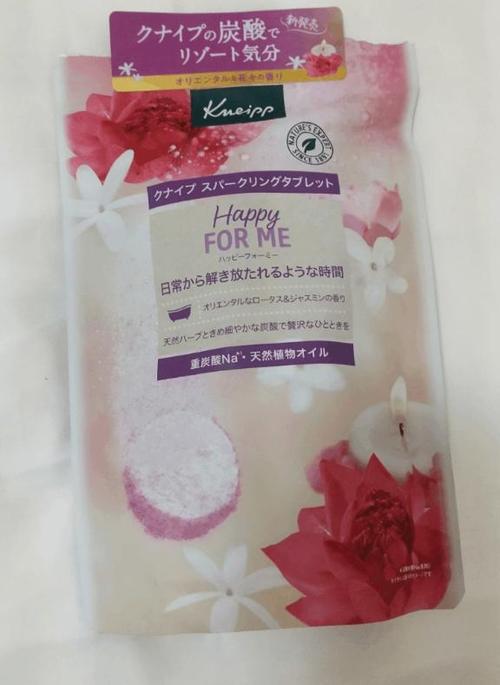 クナイプの炭酸で
リゾート気分
新発売
オリエンタルな花々の香り
Kneipp
NATURE'S EXPERT
SINCE 1891
クナイプ スパークリングタブレット
Happy
FOR ME
ハッピーフォーミー
日常から解き放たれるような時間
オリエンタルなロータス&ジャスミンの香り
天然ハーブときめ細やかな炭酸で贅沢なひとときを
重炭酸Na*・天然植物オイル